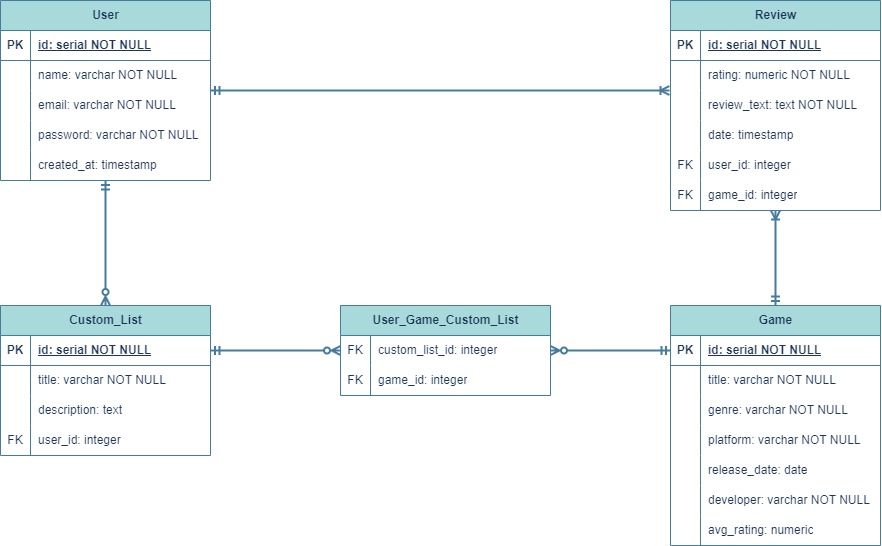 User
PK id: serial NOT NULL
name: varchar NOT NULL
email: varchar NOT NULL
password: varchar NOT NULL
created_at: timestamp
Review
PK id: serial NOT NULL
rating: numeric NOT NULL
review_text: text NOT NULL
date: timestamp
FK user_id: integer
FK game_id: integer
Custom_List
PK id: serial NOT NULL
title: varchar NOT NULL
description: text
FK user_id: integer
User_Game_Custom_List
FK custom_list_id: integer
FK game_id: integer
Game
PK id: serial NOT NULL
title: varchar NOT NULL
genre: varchar NOT NULL
platform: varchar NOT NULL
release_date: date
developer: varchar NOT NULL
avg_rating: numeric